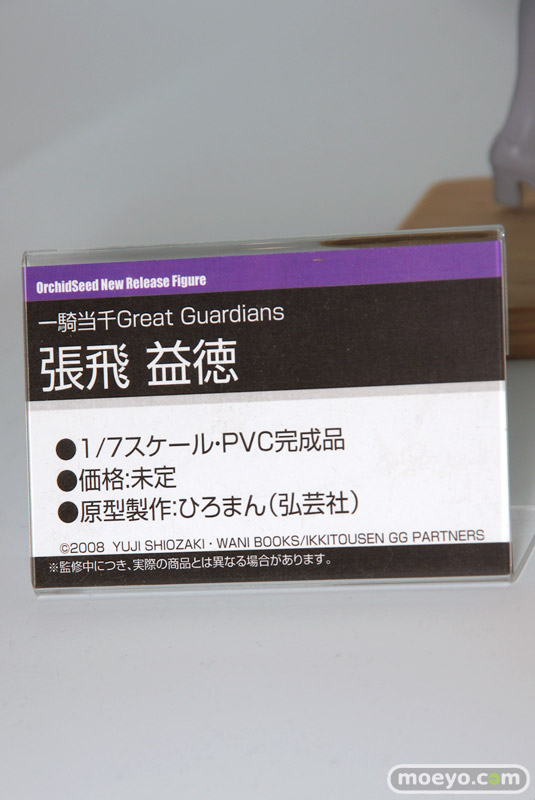 OrchidSeed New Release Figure
一騎当千Great Guardians
張飛 益徳
●1/7スケール・PVC完成品
●価格:未定
●原型製作:ひろまん(弘芸社)
©2008 YUJI SHIOZAKI・WANI BOOKS/IKKITOUSEN GG PARTNERS
※監修中につき、実際の商品とは異なる場合があります。
moeyo.com